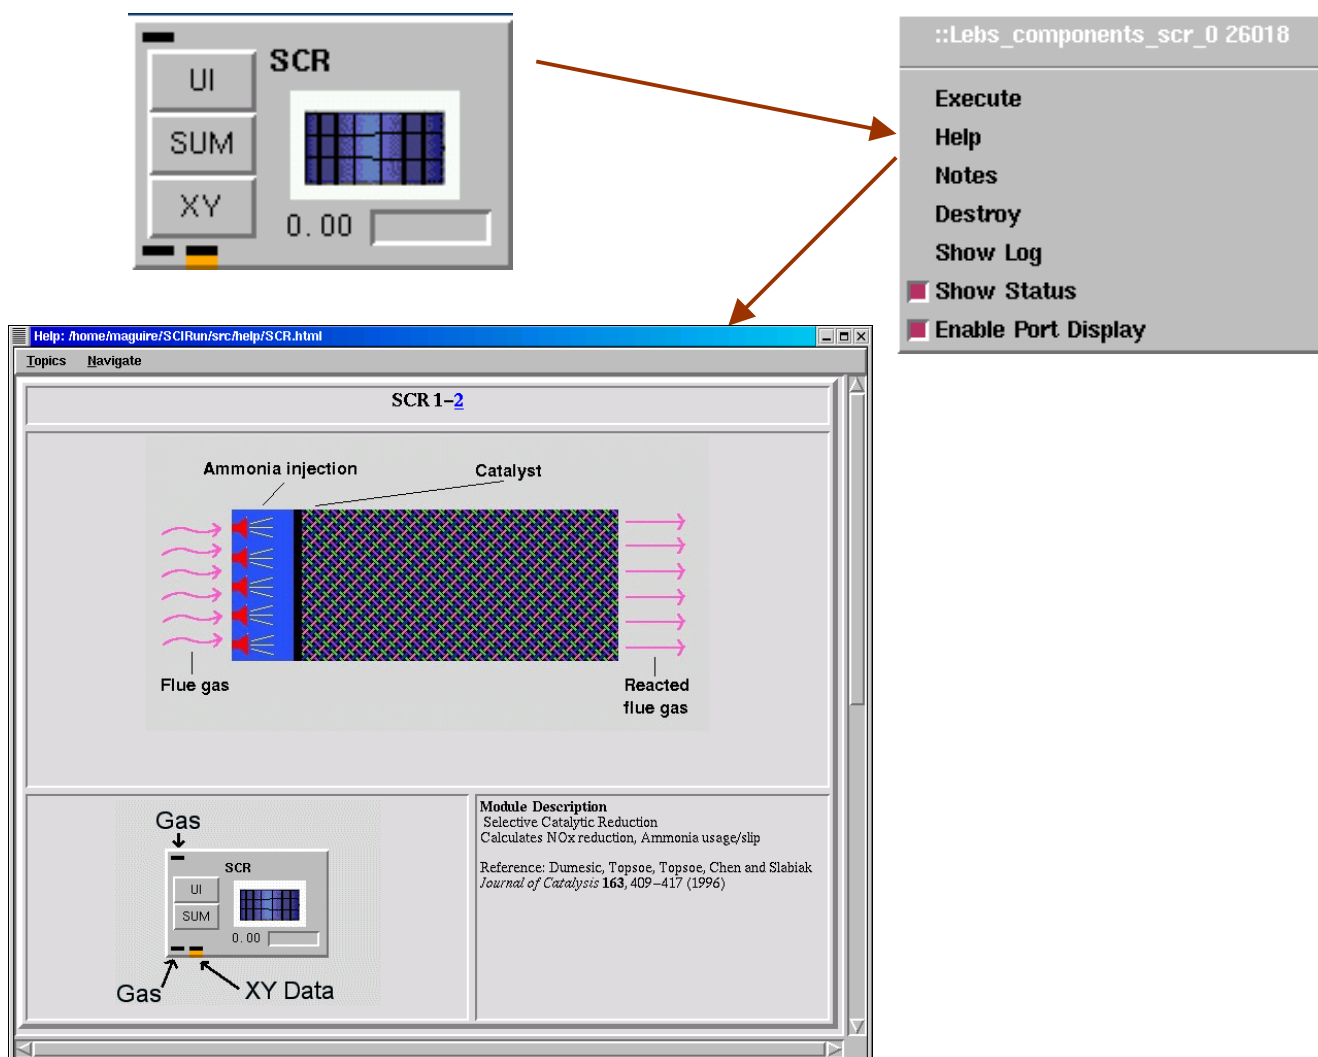 SCR
UI
SUM
XY
0.00
::Lebs_components_scr_0 26018
Execute
Help
Notes
Destroy
Show Log
Show Status
Enable Port Display
Help: /home/maguire/SCIRun/src/help/SCR.html
Topics Navigate
SCR 1–2
Ammonia injection
Catalyst
Flue gas
Reacted
flue gas
Gas
SCR
UI
SUM
0.00
Gas
XY Data
Module Description
Selective Catalytic Reduction
Calculates NOx reduction, Ammonia usage/slip
Reference: Dumesic, Topsoe, Topsoe, Chen and Slabiak
Journal of Catalysis 163, 409–417 (1996)